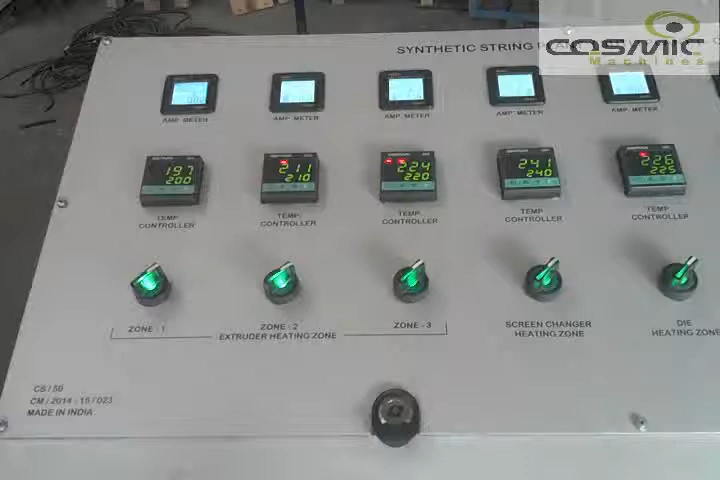 COSMIC
Machines
SYNTHETIC STRING
AMP. METER
AMP. METER
AMP. METER
AMP. METER
AMP. METER
197
200
211
210
224
220
241
240
226
225
TEMP.
CONTROLLER
TEMP.
CONTROLLER
TEMP.
CONTROLLER
TEMP.
CONTROLLER
TEMP.
CONTROLLER
ZONE - 1
ZONE - 2
ZONE - 3
EXTRUDER HEATING ZONE
SCREEN CHANGER
HEATING ZONE
DIE
HEATING ZONE
CS / 50
CM / 2014 - 15 / 023
MADE IN INDIA